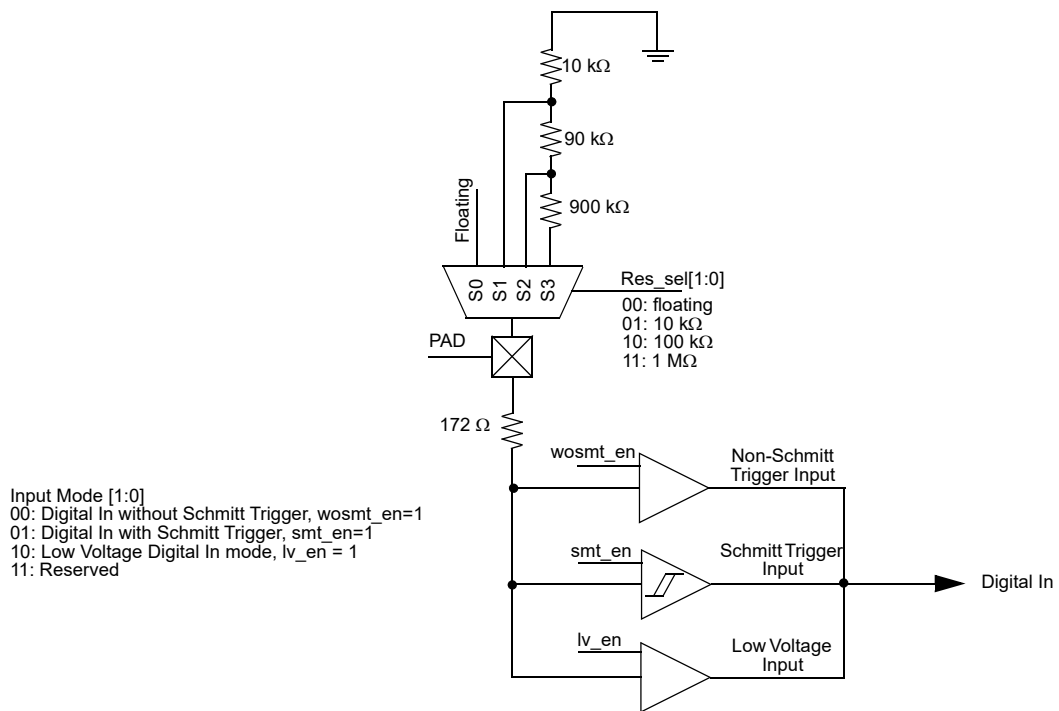 10 kΩ
90 kΩ
900 kΩ
Floating
S0
S1
S2
S3
Res_sel[1:0]
00: floating
01: 10 kΩ
10: 100 kΩ
11: 1 MΩ
PAD
172 Ω
wosmt_en
Non-Schmitt
Trigger Input
Input Mode [1:0]
00: Digital In without Schmitt Trigger, wosmt_en=1
01: Digital In with Schmitt Trigger, smt_en=1
10: Low Voltage Digital In mode, lv_en = 1
11: Reserved
smt_en
Schmitt Trigger
Input
Digital In
lv_en
Low Voltage
Input